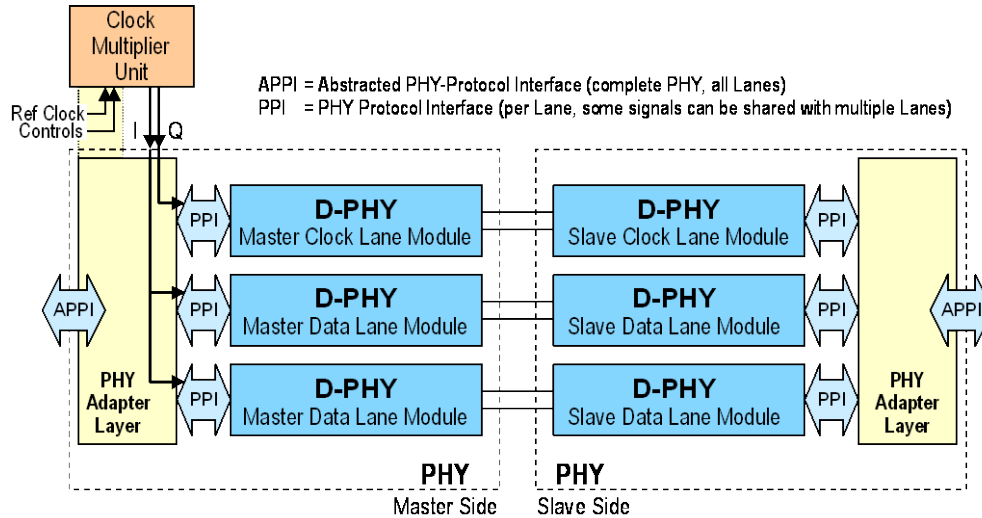 Clock
Multiplier
Unit
APPI = Abstracted PHY-Protocol Interface (complete PHY, all Lanes)
PPI = PHY Protocol Interface (per Lane, some signals can be shared with multiple Lanes)
Ref Clock
Controls
I Q
PPI
D-PHY
Master Clock Lane Module
D-PHY
Slave Clock Lane Module
PPI
APPI
PPI
D-PHY
Master Data Lane Module
D-PHY
Slave Data Lane Module
PPI
APPI
PHY
Adapter
Layer
PPI
D-PHY
Master Data Lane Module
D-PHY
Slave Data Lane Module
PPI
PHY
Adapter
Layer
PHY
Master Side
PHY
Slave Side